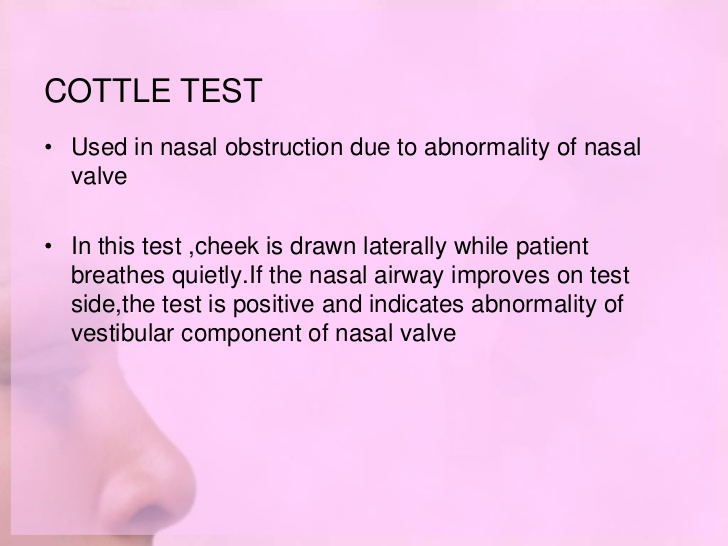 COTTLE TEST
• Used in nasal obstruction due to abnormality of nasal
valve
• In this test ,cheek is drawn laterally while patient
breathes quietly.If the nasal airway improves on test
side,the test is positive and indicates abnormality of
vestibular component of nasal valve